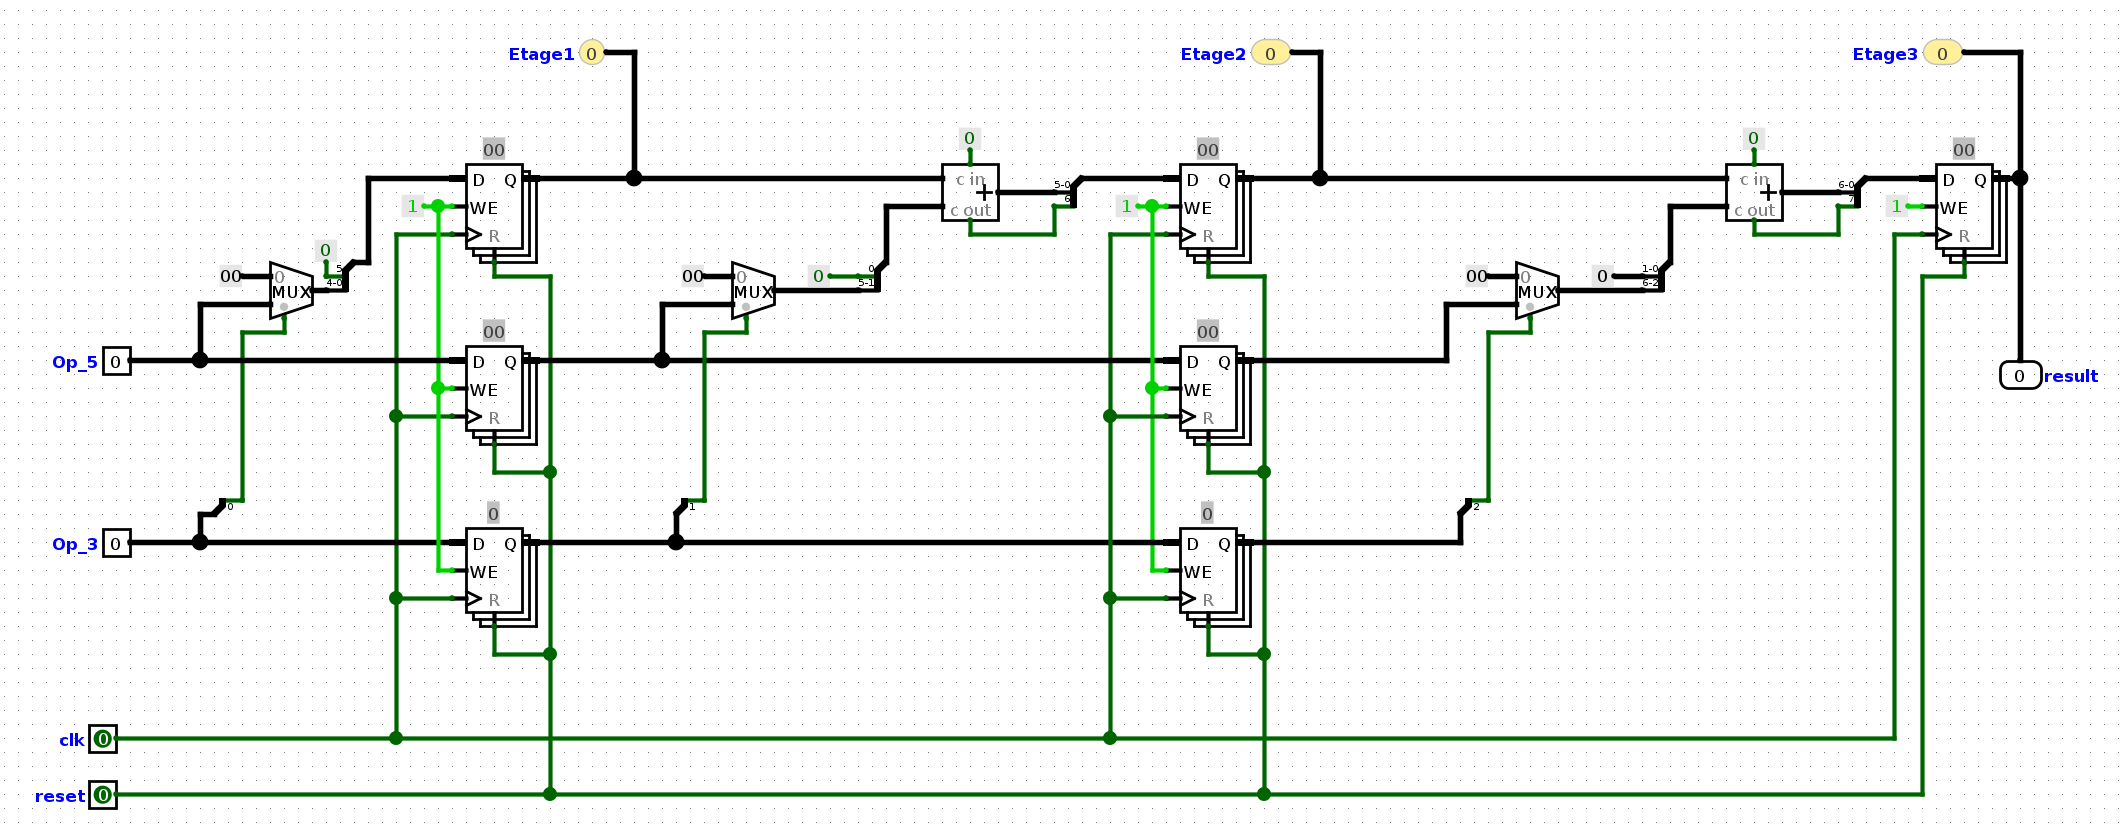 Etage1 0
Etage2 0
Etage3 0
0
0
00
00
00
D Q
c in
5-0
D Q
c in
6-0
D Q
1 WE
+
6
1 WE
+
7
1 WE
c out
c out
R
R
R
0
00 0
5
00 0
0
0
00 0
0
1-0
MUX
4-0
MUX
5-1
MUX
6-2
00
00
Op_5 0
D Q
D Q
0 result
WE
WE
R
R
0
1
2
0
0
Op_3 0
D Q
D Q
WE
WE
R
R
clk 0
reset 0